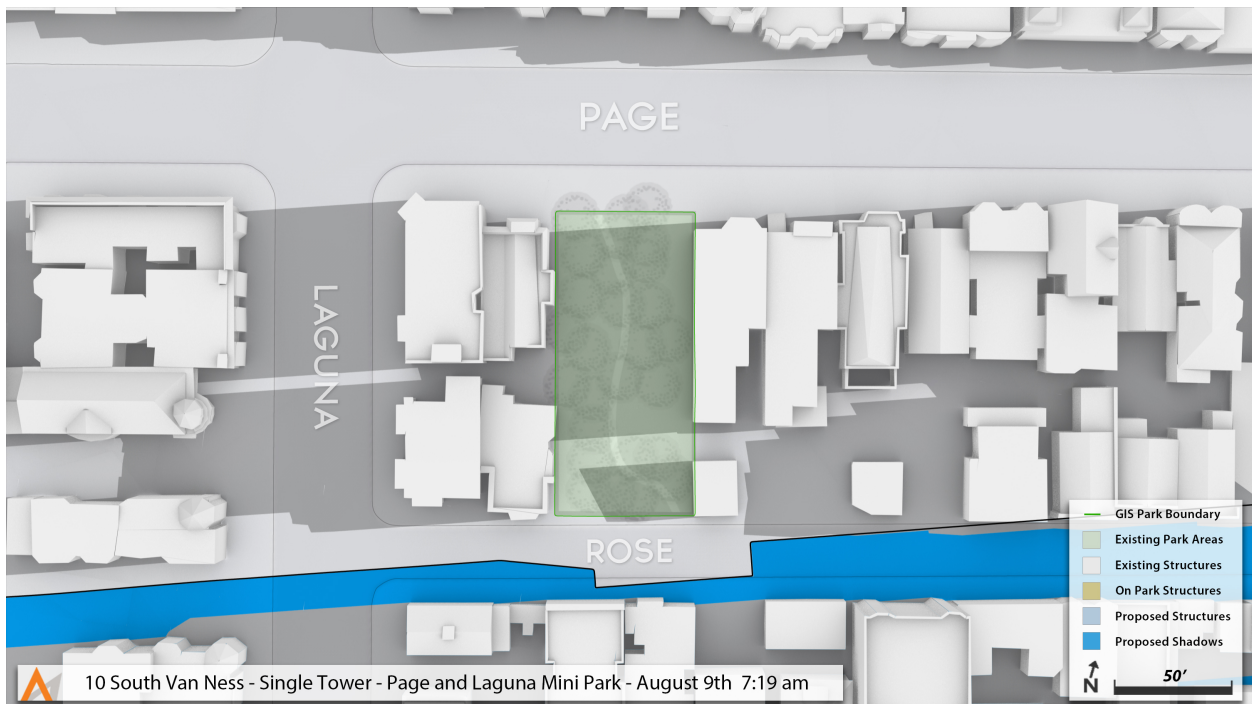 PAGE
LAGUNA
ROSE
GIS Park Boundary
Existing Park Areas
Existing Structures
On Park Structures
Proposed Structures
Proposed Shadows
N
50’
10 South Van Ness - Single Tower - Page and Laguna Mini Park - August 9th 7:19 am